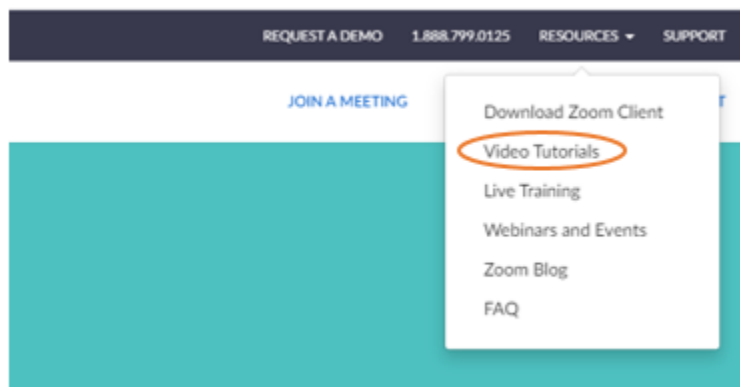 REQUEST A DEMO 1.888.799.0125 RESOURCES SUPPORT
JOIN A MEETING
Download Zoom Client
Video Tutorials
Live Training
Webinars and Events
Zoom Blog
FAQ